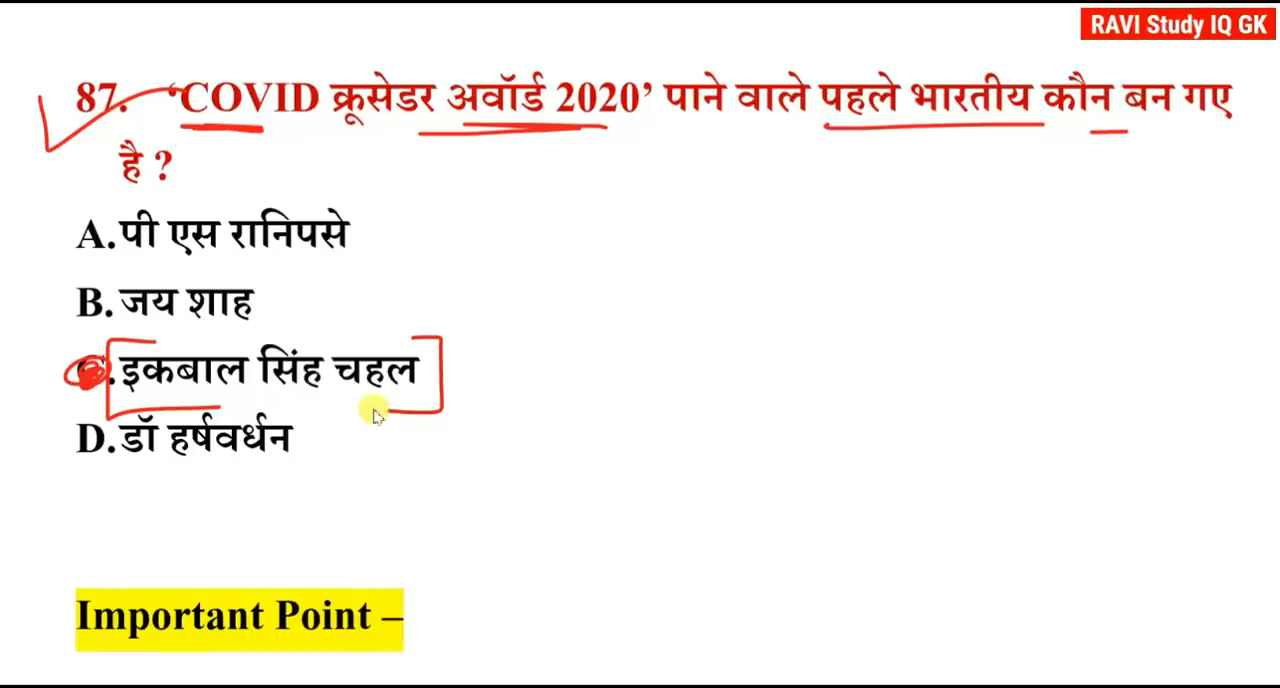 RAVI Study IQ GK
87. ‘COVID क्रूसेडर अवॉर्ड 2020’ पाने वाले पहले भारतीय कौन बन गए
है ?
A. पी एस रानिपसे
B. जय शाह
C. इकबाल सिंह चहल
D. डॉ हर्षवर्धन
Important Point –